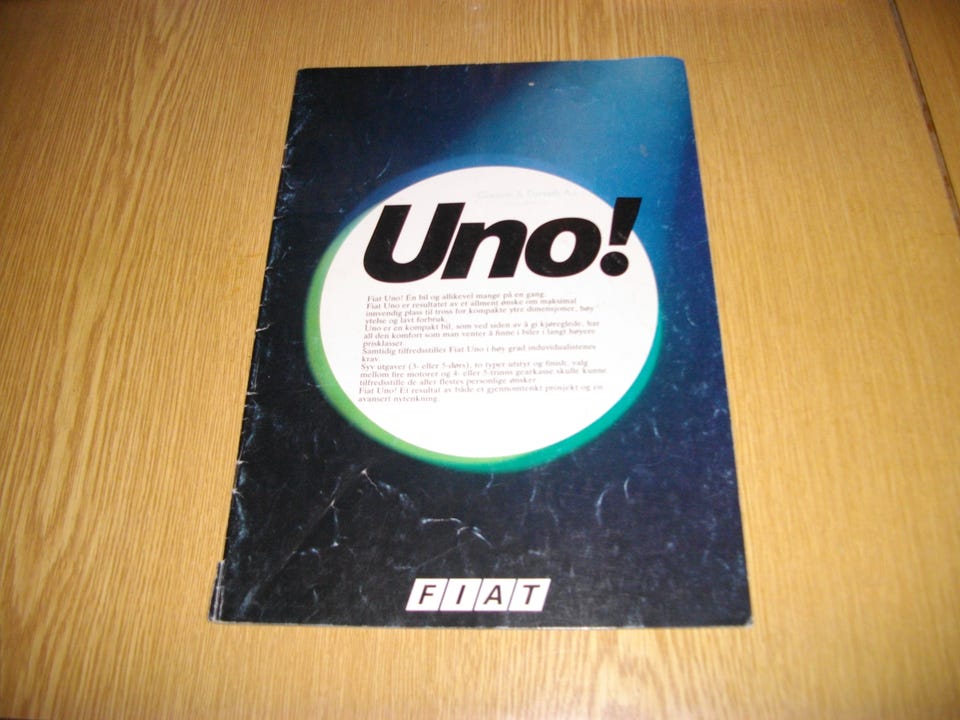 Uno!
Fiat Uno! En bil og allikevel mange på en gang.
Fiat Uno er resultatet av et allment ønske om maksimal
innvendig plass til tross for kompakte ytre dimensjoner, høy
ytelse og lavt forbruk.
Uno er en kompakt bil, som ved siden av å gi kjøreglede, har
all den komfort som man venter å finne i biler i langt høyere
prisklasser.
Samtidig tilfredsstiller Fiat Uno i høy grad induvidualistenes
krav.
Syv utgaver (3- eller 5-dørs), to typer utstyr og finish, valg
mellom fire motorer og 4- eller 5-trinns gearkasse skulle kunne
tilfredsstille de aller flestes personlige ønsker.
Fiat Uno! Et resultat av både et gjennomtenkt prosjekt og en
avansert nytenkning.
FIAT